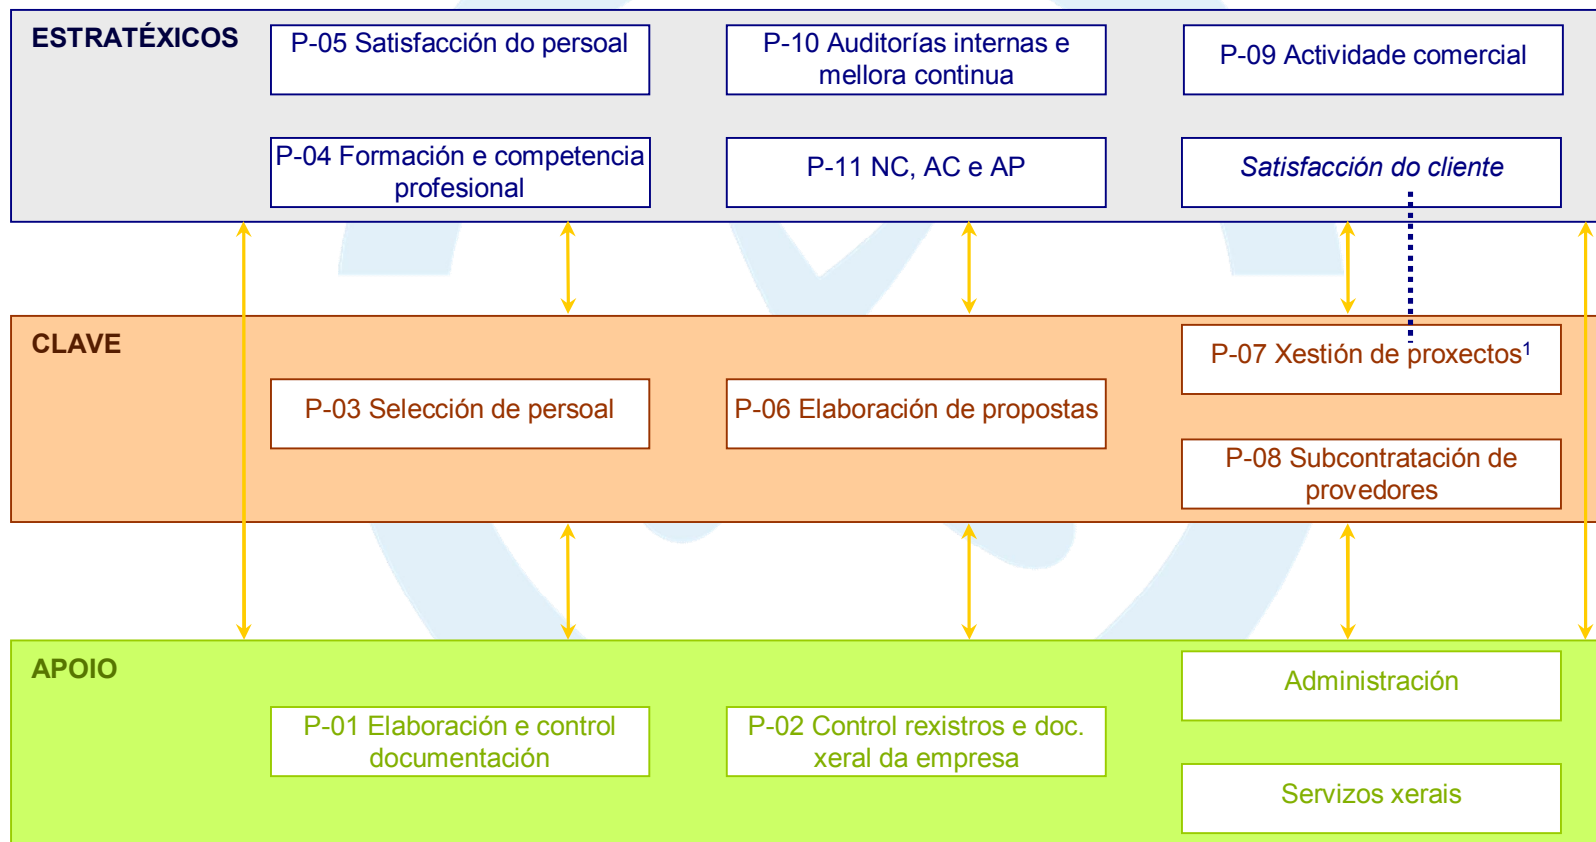 ESTRATÉXICOS
P-05 Satisfacción do persoal
P-10 Auditorías internas e
mellora continua
P-09 Actividade comercial
P-04 Formación e competencia
profesional
P-11 NC, AC e AP
Satisfacción do cliente
CLAVE
P-07 Xestión de proxectos¹
P-03 Selección de persoal
P-06 Elaboración de propostas
P-08 Subcontratación de
provedores
APOIO
Administración
P-01 Elaboración e control
documentación
P-02 Control rexistros e doc.
xeral da empresa
Servizos xerais